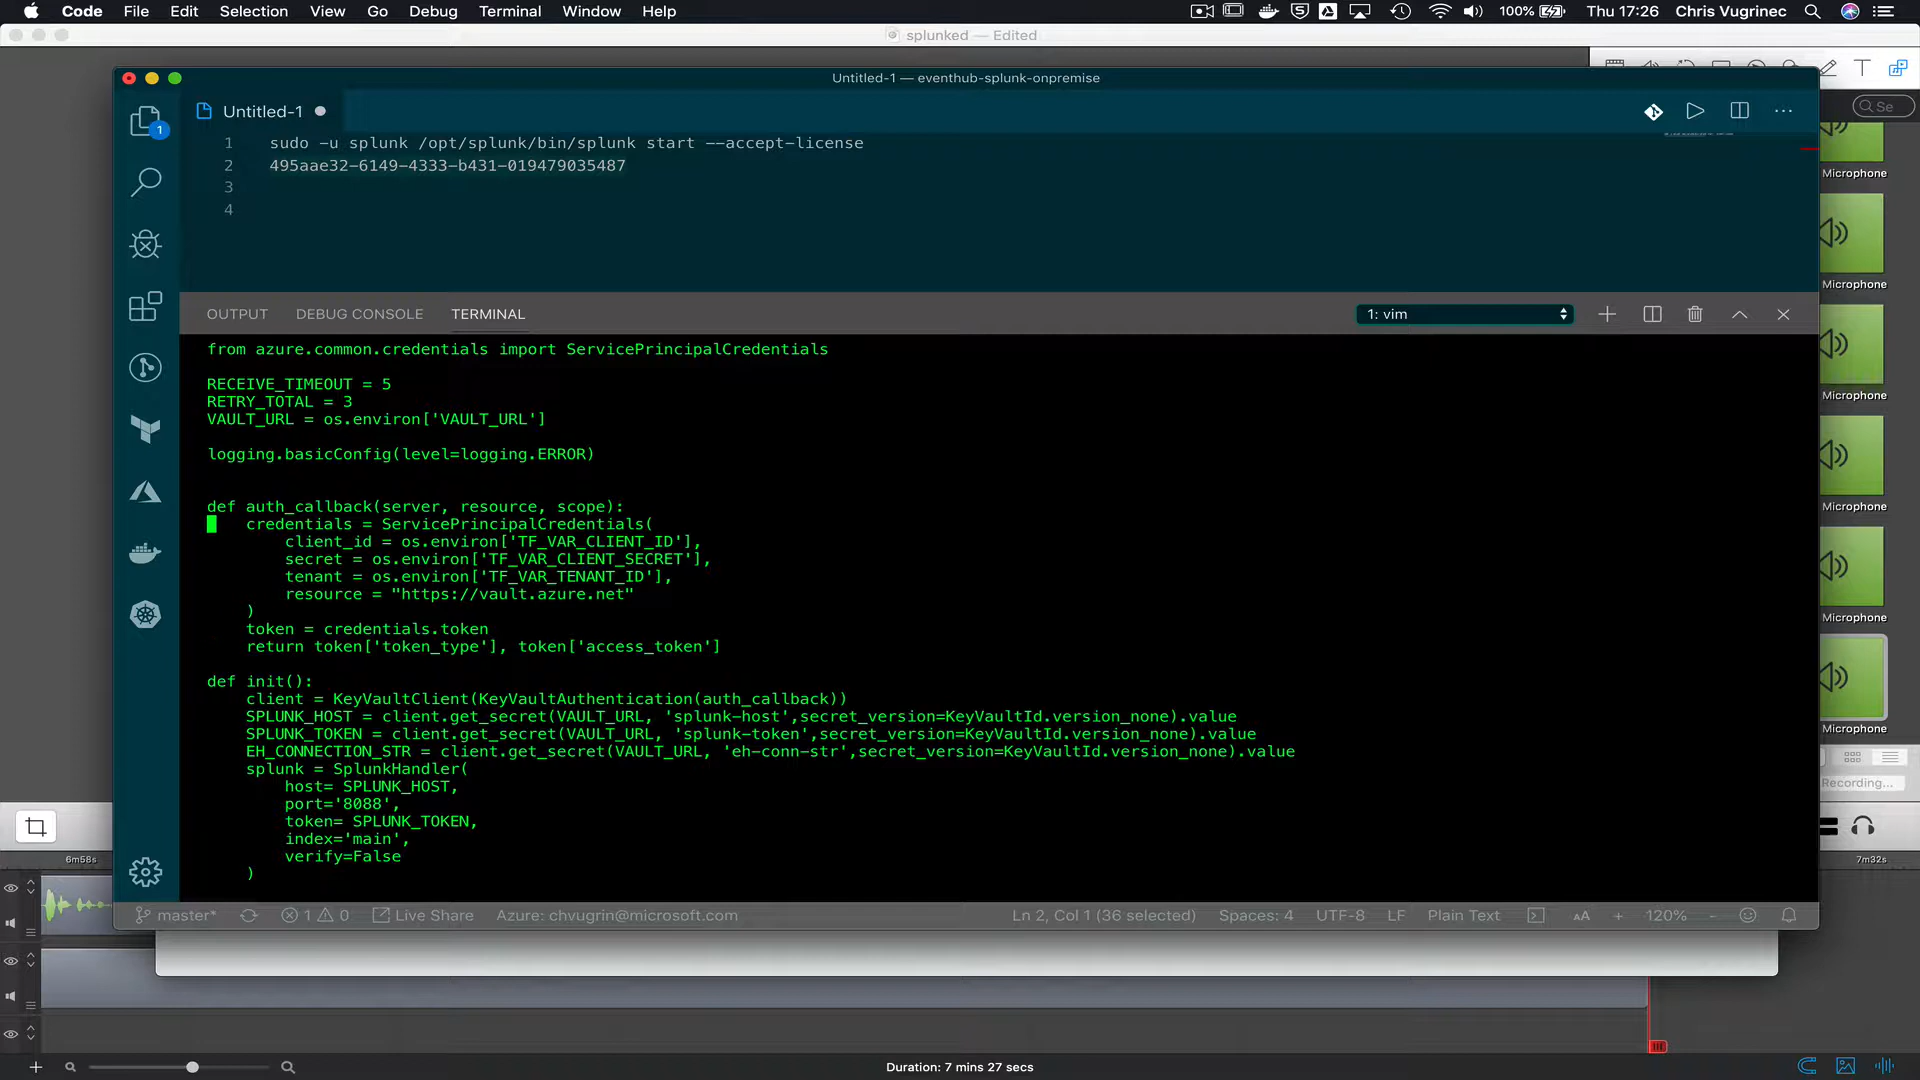 Code File Edit Selection View Go Debug Terminal Window Help 100% Thu 17:26 Chris Vugrinec
splunked — Edited
Untitled-1 — eventhub-splunk-onpremise
1 Untitled-1
Se
1 sudo -u splunk /opt/splunk/bin/splunk start --accept-license
2 495aae32-6149-4333-b431-019479035487
3
4
Microphone
Microphone
Microphone
Microphone
Microphone
Microphone
OUTPUT DEBUG CONSOLE TERMINAL 1: vim
from azure.common.credentials import ServicePrincipalCredentials
RECEIVE_TIMEOUT = 5
RETRY_TOTAL = 3
VAULT_URL = os.environ['VAULT_URL']
logging.basicConfig(level=logging.ERROR)
def auth_callback(server, resource, scope):
credentials = ServicePrincipalCredentials(
client_id = os.environ['TF_VAR_CLIENT_ID'],
secret = os.environ['TF_VAR_CLIENT_SECRET'],
tenant = os.environ['TF_VAR_TENANT_ID'],
resource = "https://vault.azure.net"
)
token = credentials.token
return token['token_type'], token['access_token']
def init():
client = KeyVaultClient(KeyVaultAuthentication(auth_callback))
SPLUNK_HOST = client.get_secret(VAULT_URL, 'splunk-host',secret_version=KeyVaultId.version_none).value
SPLUNK_TOKEN = client.get_secret(VAULT_URL, 'splunk-token',secret_version=KeyVaultId.version_none).value
EH_CONNECTION_STR = client.get_secret(VAULT_URL, 'eh-conn-str',secret_version=KeyVaultId.version_none).value
splunk = SplunkHandler(
host= SPLUNK_HOST,
port='8088',
token= SPLUNK_TOKEN,
index='main',
verify=False
)
Recording...
6m58s
7m32s
master* 1 0 Live Share Azure: chvugrin@microsoft.com Ln 2, Col 1 (36 selected) Spaces: 4 UTF-8 LF Plain Text AA + 120% -
Duration: 7 mins 27 secs